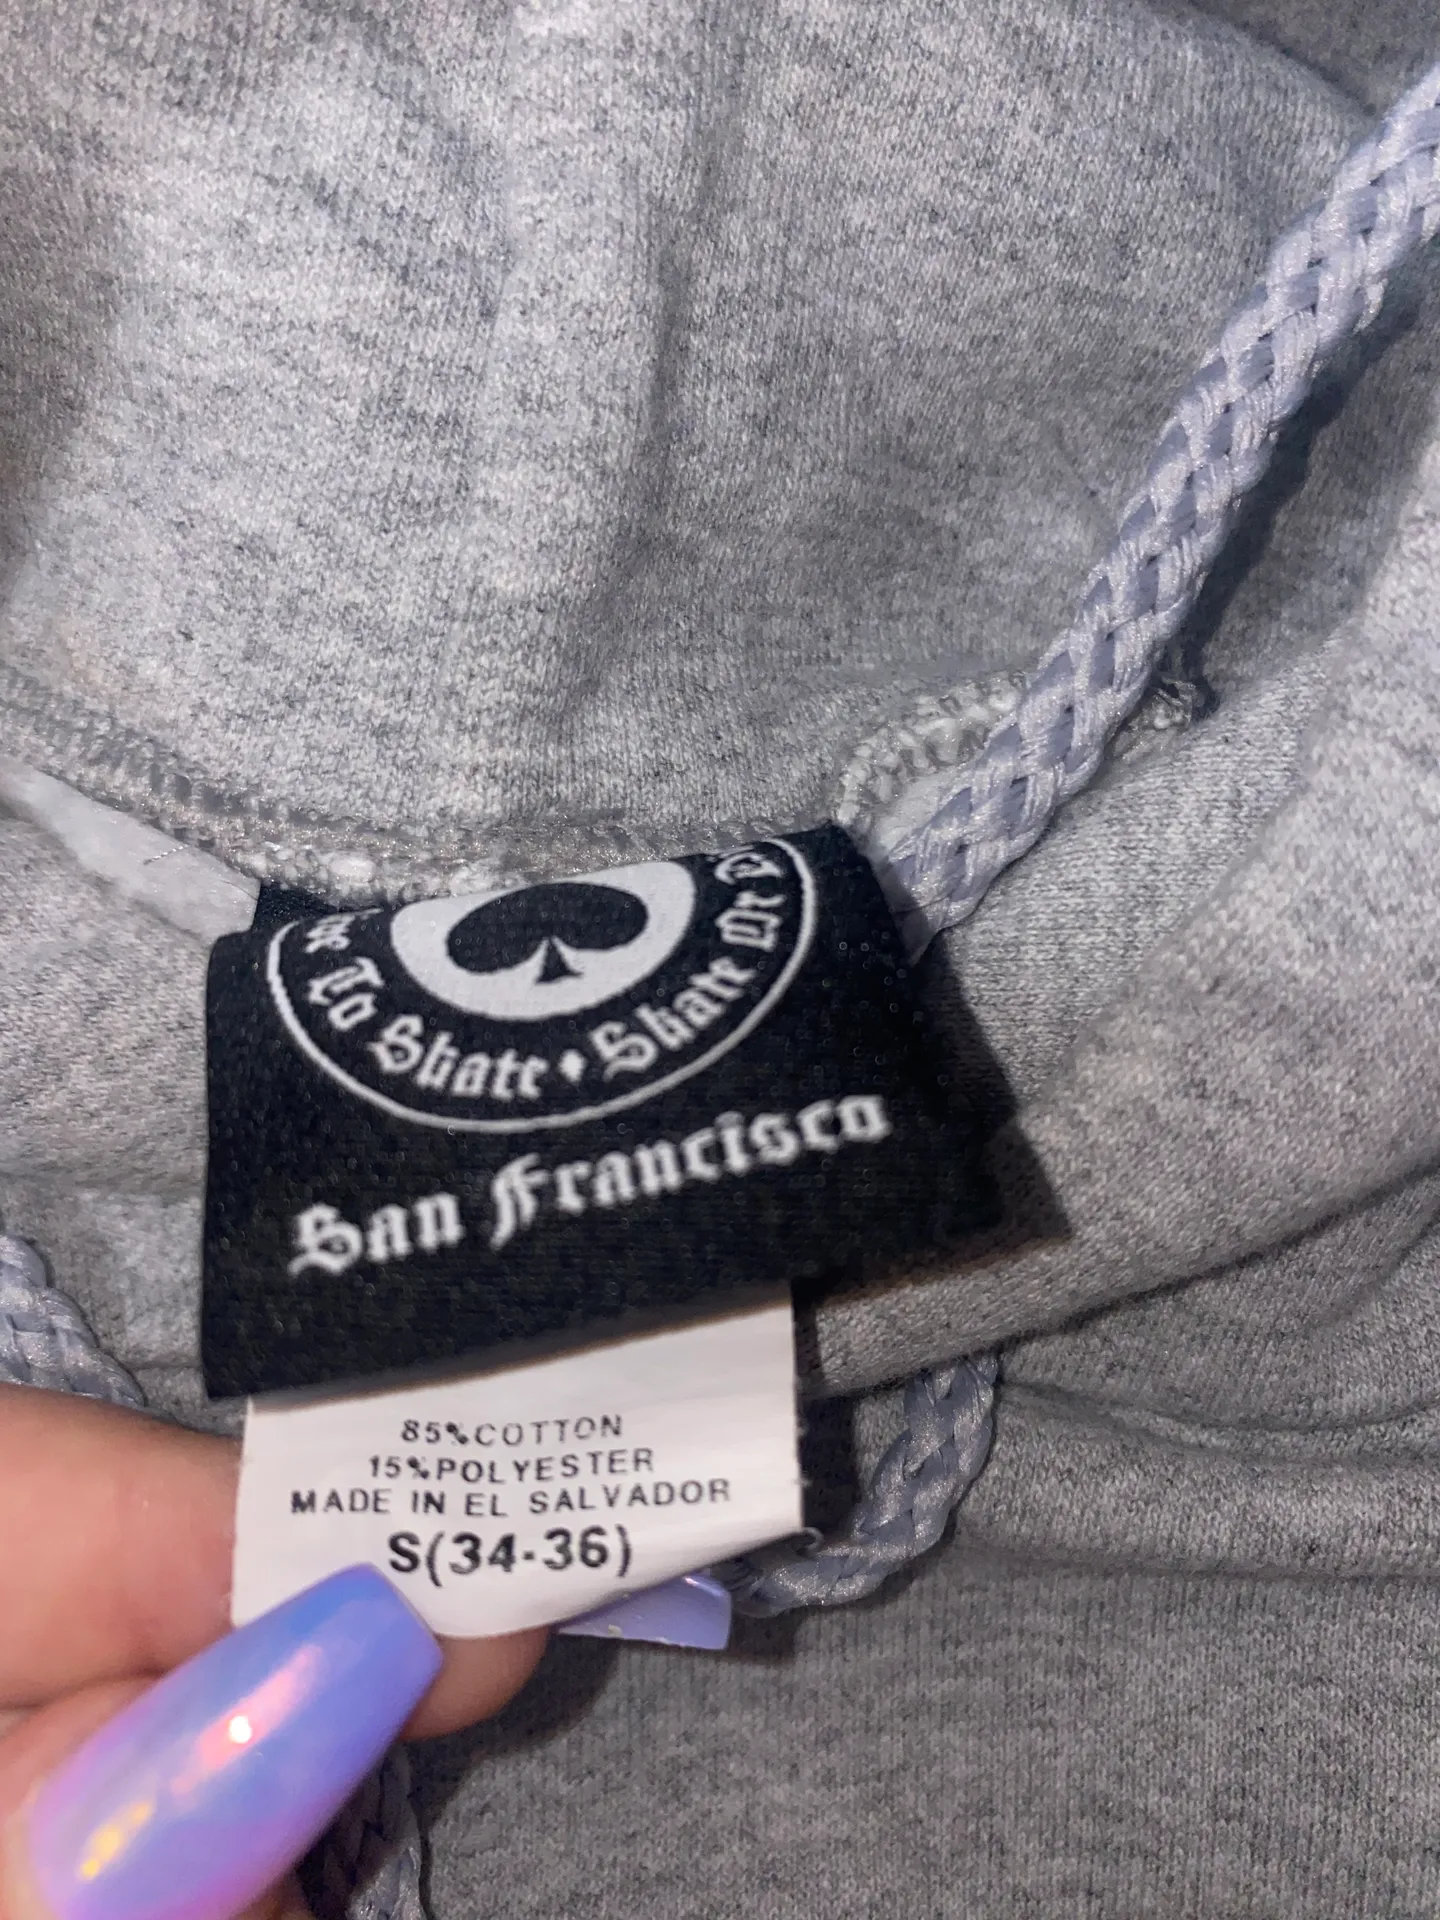 To Skate • Skate Or
San Francisco
85%COTTON
15%POLYESTER
MADE IN EL SALVADOR
S(34-36)